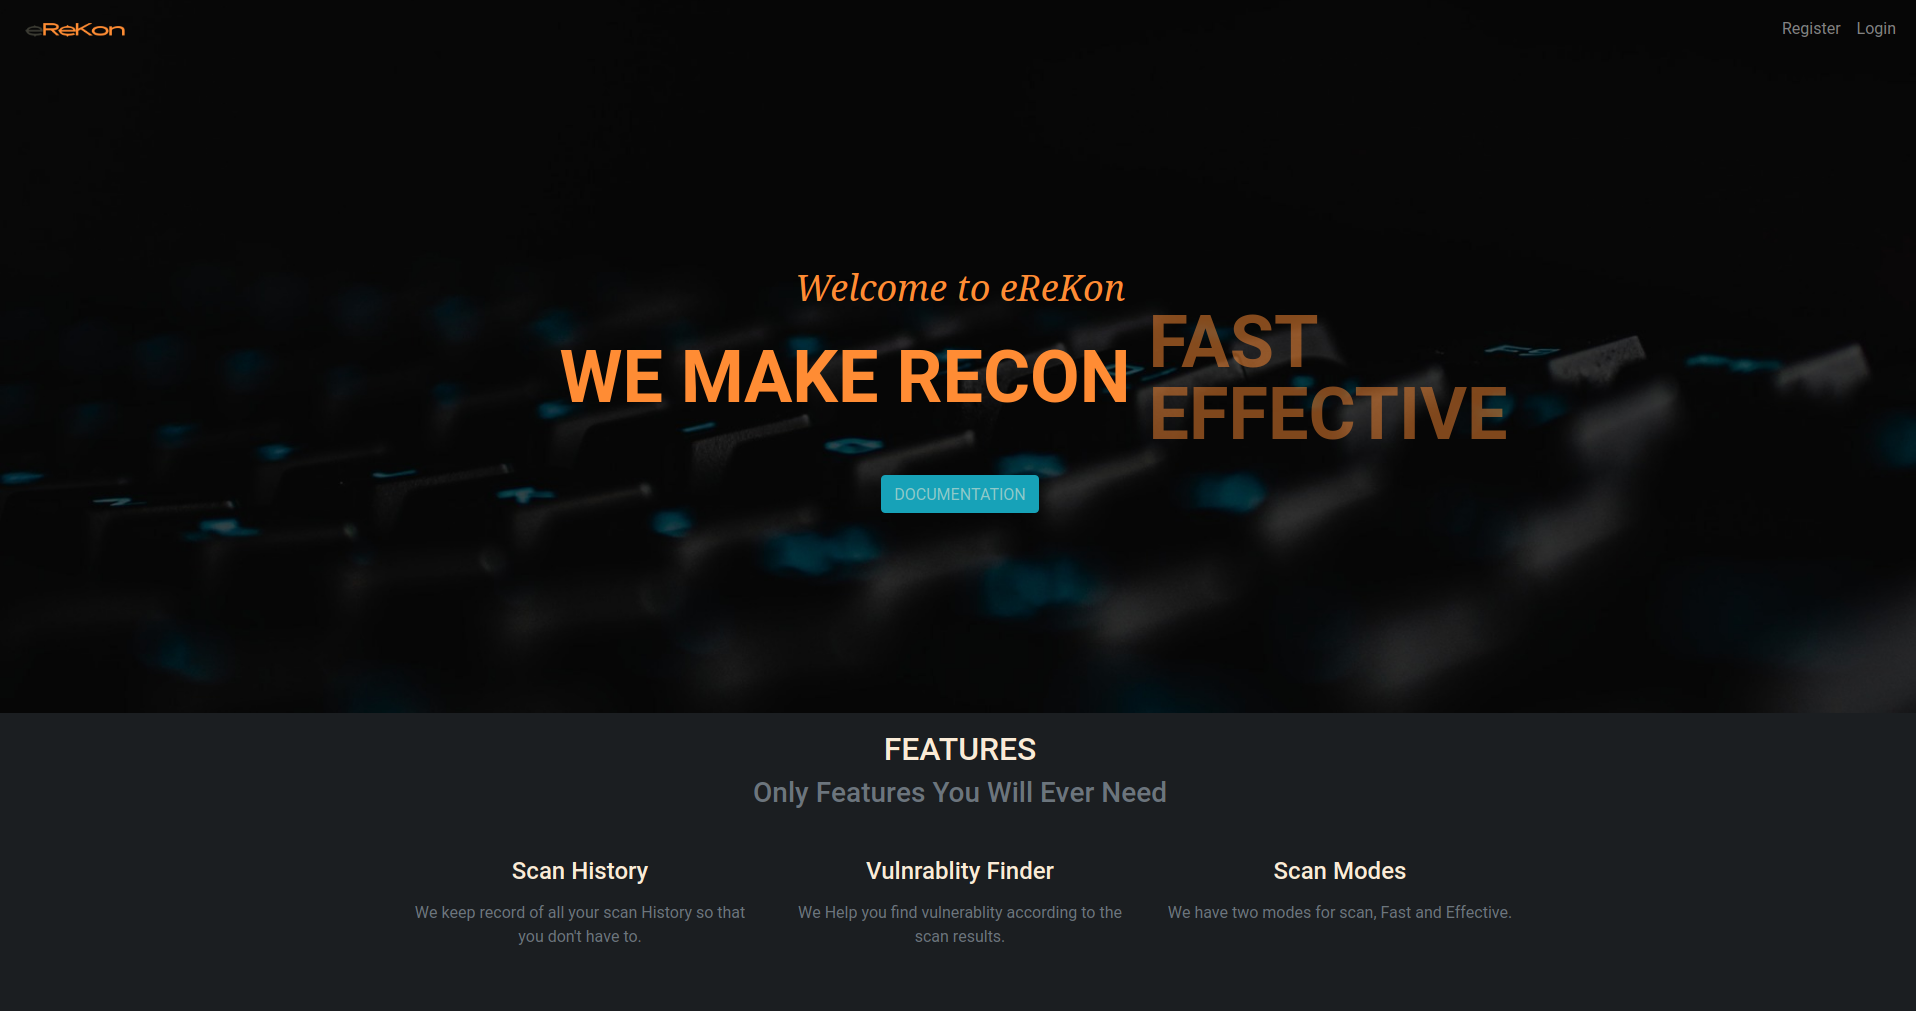 eReKon
Register Login
Welcome to eReKon
FAST
WE MAKE RECON
EFFECTIVE
DOCUMENTATION
FEATURES
Only Features You Will Ever Need
Scan History
We keep record of all your scan History so that
you don't have to.
Vulnrablity Finder
We Help you find vulnerablity according to the
scan results.
Scan Modes
We have two modes for scan, Fast and Effective.